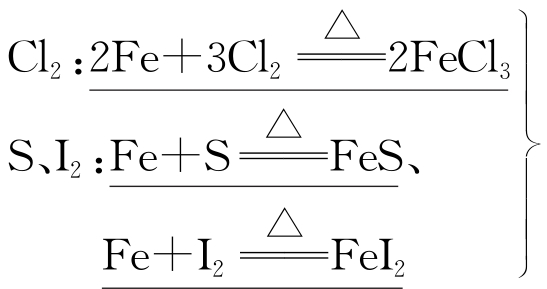 Cl₂:2Fe+3Cl₂ ══△══ 2FeCl₃
S、I₂:Fe+S ══△══ FeS、
Fe+I₂ ══△══ FeI₂